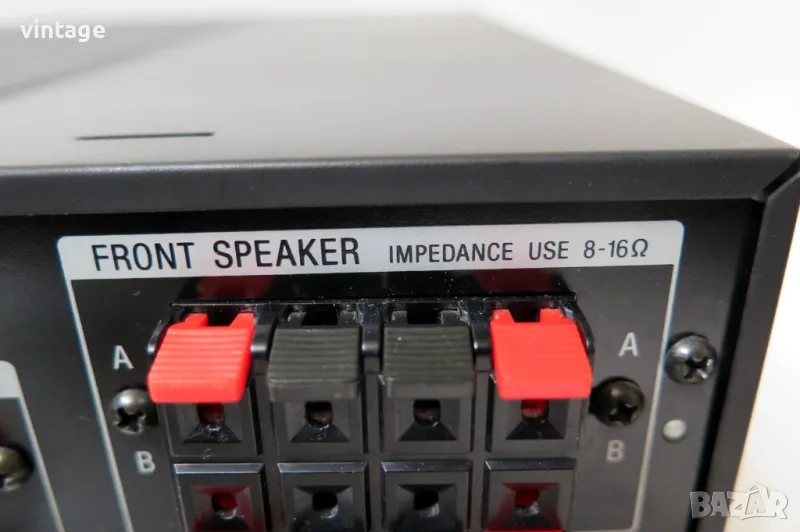 vintage
FRONT SPEAKER IMPEDANCE USE 8-16Ω
A A
B B
BAZAR